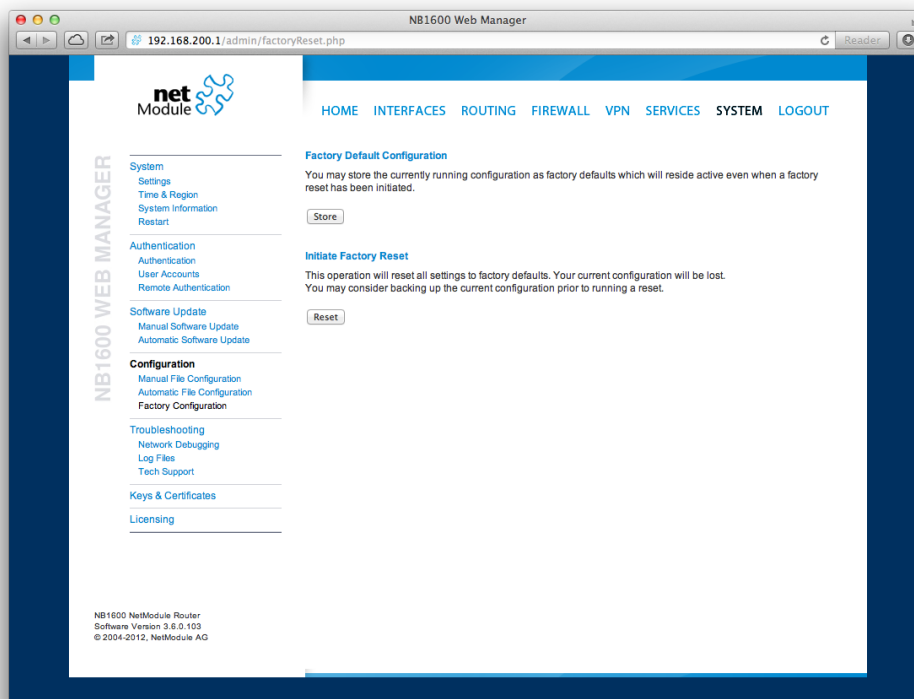 NB1600 Web Manager
192.168.200.1/admin/factoryReset.php
Reader
net
Module
HOME INTERFACES ROUTING FIREWALL VPN SERVICES SYSTEM LOGOUT
NB1600 WEB MANAGER
System
Settings
Time & Region
System Information
Restart
Authentication
Authentication
User Accounts
Remote Authentication
Software Update
Manual Software Update
Automatic Software Update
Configuration
Manual File Configuration
Automatic File Configuration
Factory Configuration
Troubleshooting
Network Debugging
Log Files
Tech Support
Keys & Certificates
Licensing
Factory Default Configuration
You may store the currently running configuration as factory defaults which will reside active even when a factory
reset has been initiated.
Store
Initiate Factory Reset
This operation will reset all settings to factory defaults. Your current configuration will be lost.
You may consider backing up the current configuration prior to running a reset.
Reset
NB1600 NetModule Router
Software Version 3.6.0.103
© 2004-2012, NetModule AG